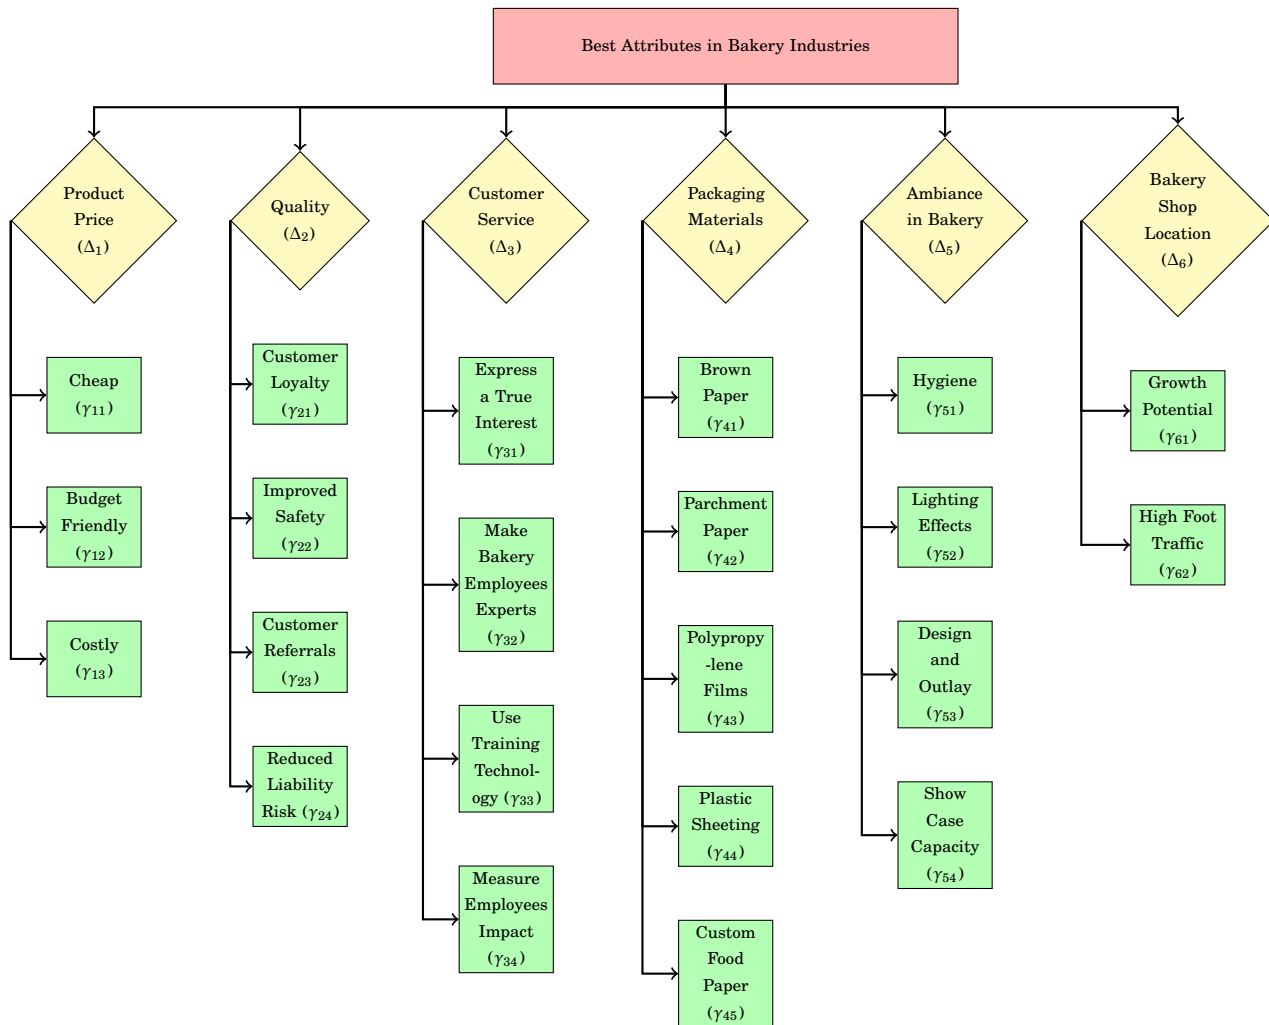 Best Attributes in Bakery Industries
Product
Price
(Δ₁)
Quality
(Δ₂)
Customer
Service
(Δ₃)
Packaging
Materials
(Δ₄)
Ambiance
in Bakery
(Δ₅)
Bakery
Shop
Location
(Δ₆)
Cheap
(γ₁₁)
Budget
Friendly
(γ₁₂)
Costly
(γ₁₃)
Customer
Loyalty
(γ₂₁)
Improved
Safety
(γ₂₂)
Customer
Referrals
(γ₂₃)
Reduced
Liability
Risk (γ₂₄)
Express
a True
Interest
(γ₃₁)
Make
Bakery
Employees
Experts
(γ₃₂)
Use
Training
Technol-
ogy (γ₃₃)
Measure
Employees
Impact
(γ₃₄)
Brown
Paper
(γ₄₁)
Parchment
Paper
(γ₄₂)
Polypropy
-lene
Films
(γ₄₃)
Plastic
Sheeting
(γ₄₄)
Custom
Food
Paper
(γ₄₅)
Hygiene
(γ₅₁)
Lighting
Effects
(γ₅₂)
Design
and
Outlay
(γ₅₃)
Show
Case
Capacity
(γ₅₄)
Growth
Potential
(γ₆₁)
High Foot
Traffic
(γ₆₂)